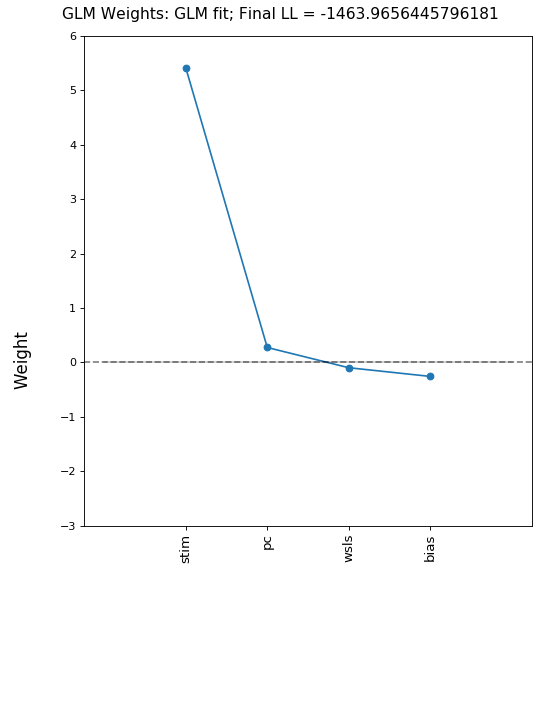 GLM Weights: GLM fit; Final LL = -1463.9656445796181
6
5
4
3
2
1
0
−1
−2
−3
Weight
stim
pc
wsls
bias